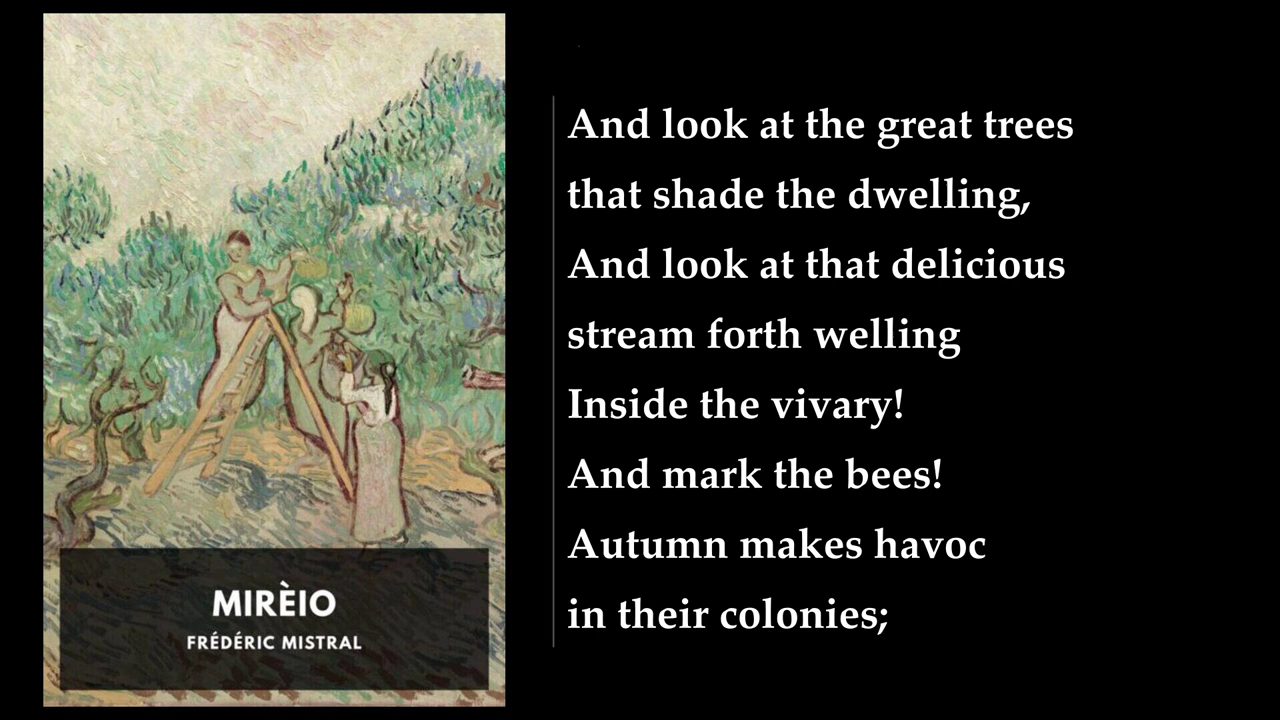 MIRÈIO
FRÉDÉRIC MISTRAL
And look at the great trees
that shade the dwelling,
And look at that delicious
stream forth welling
Inside the vivary!
And mark the bees!
Autumn makes havoc
in their colonies;